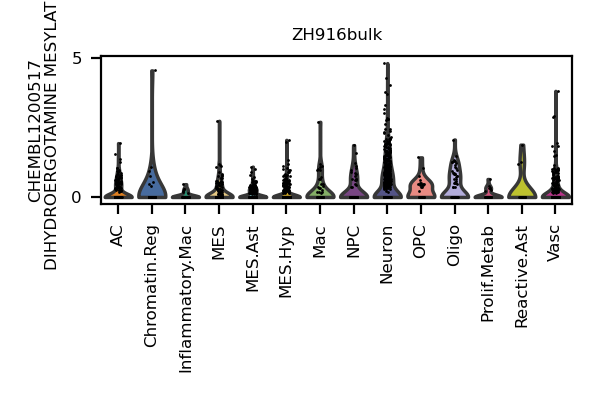 ZH916bulk
CHEMBL1200517
DIHYDROERGOTAMINE MESYLAT
5
0
AC
Chromatin.Reg
Inflammatory.Mac
MES
MES.Ast
MES.Hyp
Mac
NPC
Neuron
OPC
Oligo
Prolif.Metab
Reactive.Ast
Vasc